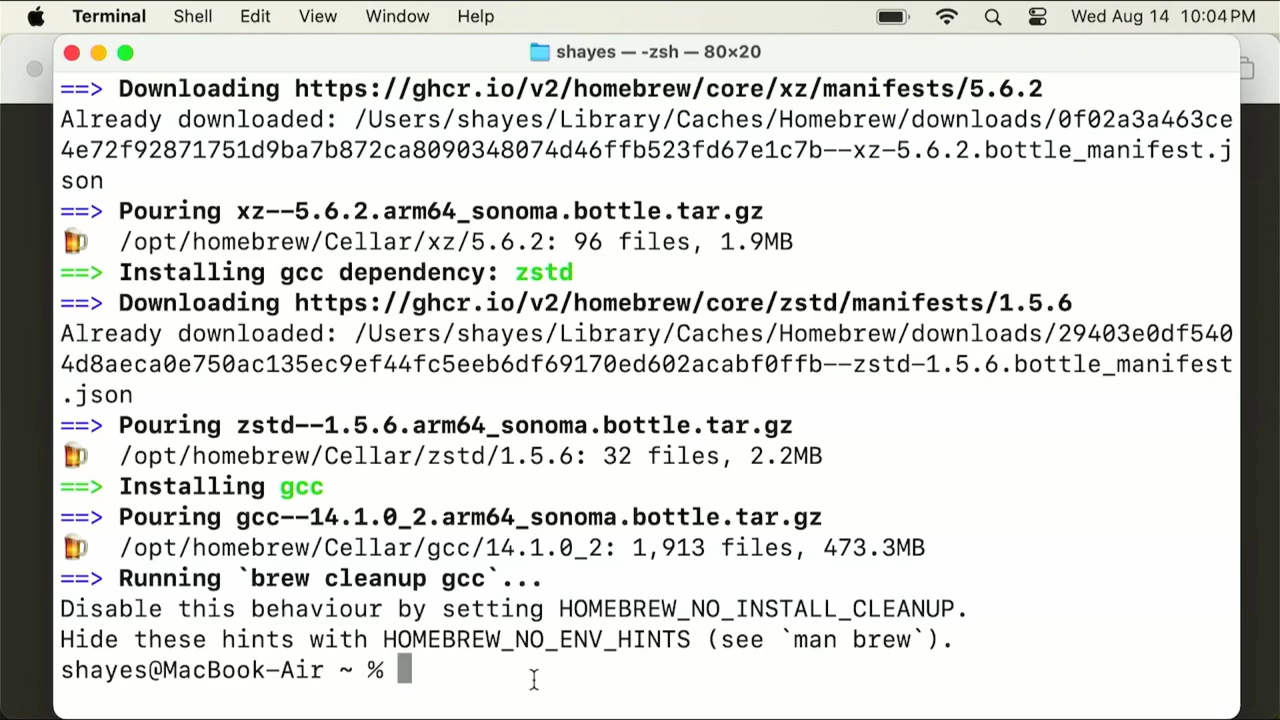 Terminal Shell Edit View Window Help Wed Aug 14 10:04 PM
shayes — -zsh — 80×20
==> Downloading https://ghcr.io/v2/homebrew/core/xz/manifests/5.6.2
Already downloaded: /Users/shayes/Library/Caches/Homebrew/downloads/0f02a3a463ce
4e72f92871751d9ba7b872ca8090348074d46ffb523fd67e1c7b--xz-5.6.2.bottle_manifest.j
son
==> Pouring xz--5.6.2.arm64_sonoma.bottle.tar.gz
/opt/homebrew/Cellar/xz/5.6.2: 96 files, 1.9MB
==> Installing gcc dependency: zstd
==> Downloading https://ghcr.io/v2/homebrew/core/zstd/manifests/1.5.6
Already downloaded: /Users/shayes/Library/Caches/Homebrew/downloads/29403e0df540
4d8aeca0e750ac135ec9ef44fc5eeb6df69170ed602acabf0ffb--zstd-1.5.6.bottle_manifest
.json
==> Pouring zstd--1.5.6.arm64_sonoma.bottle.tar.gz
/opt/homebrew/Cellar/zstd/1.5.6: 32 files, 2.2MB
==> Installing gcc
==> Pouring gcc--14.1.0_2.arm64_sonoma.bottle.tar.gz
/opt/homebrew/Cellar/gcc/14.1.0_2: 1,913 files, 473.3MB
==> Running `brew cleanup gcc`...
Disable this behaviour by setting HOMEBREW_NO_INSTALL_CLEANUP.
Hide these hints with HOMEBREW_NO_ENV_HINTS (see `man brew`).
shayes@MacBook-Air ~ %